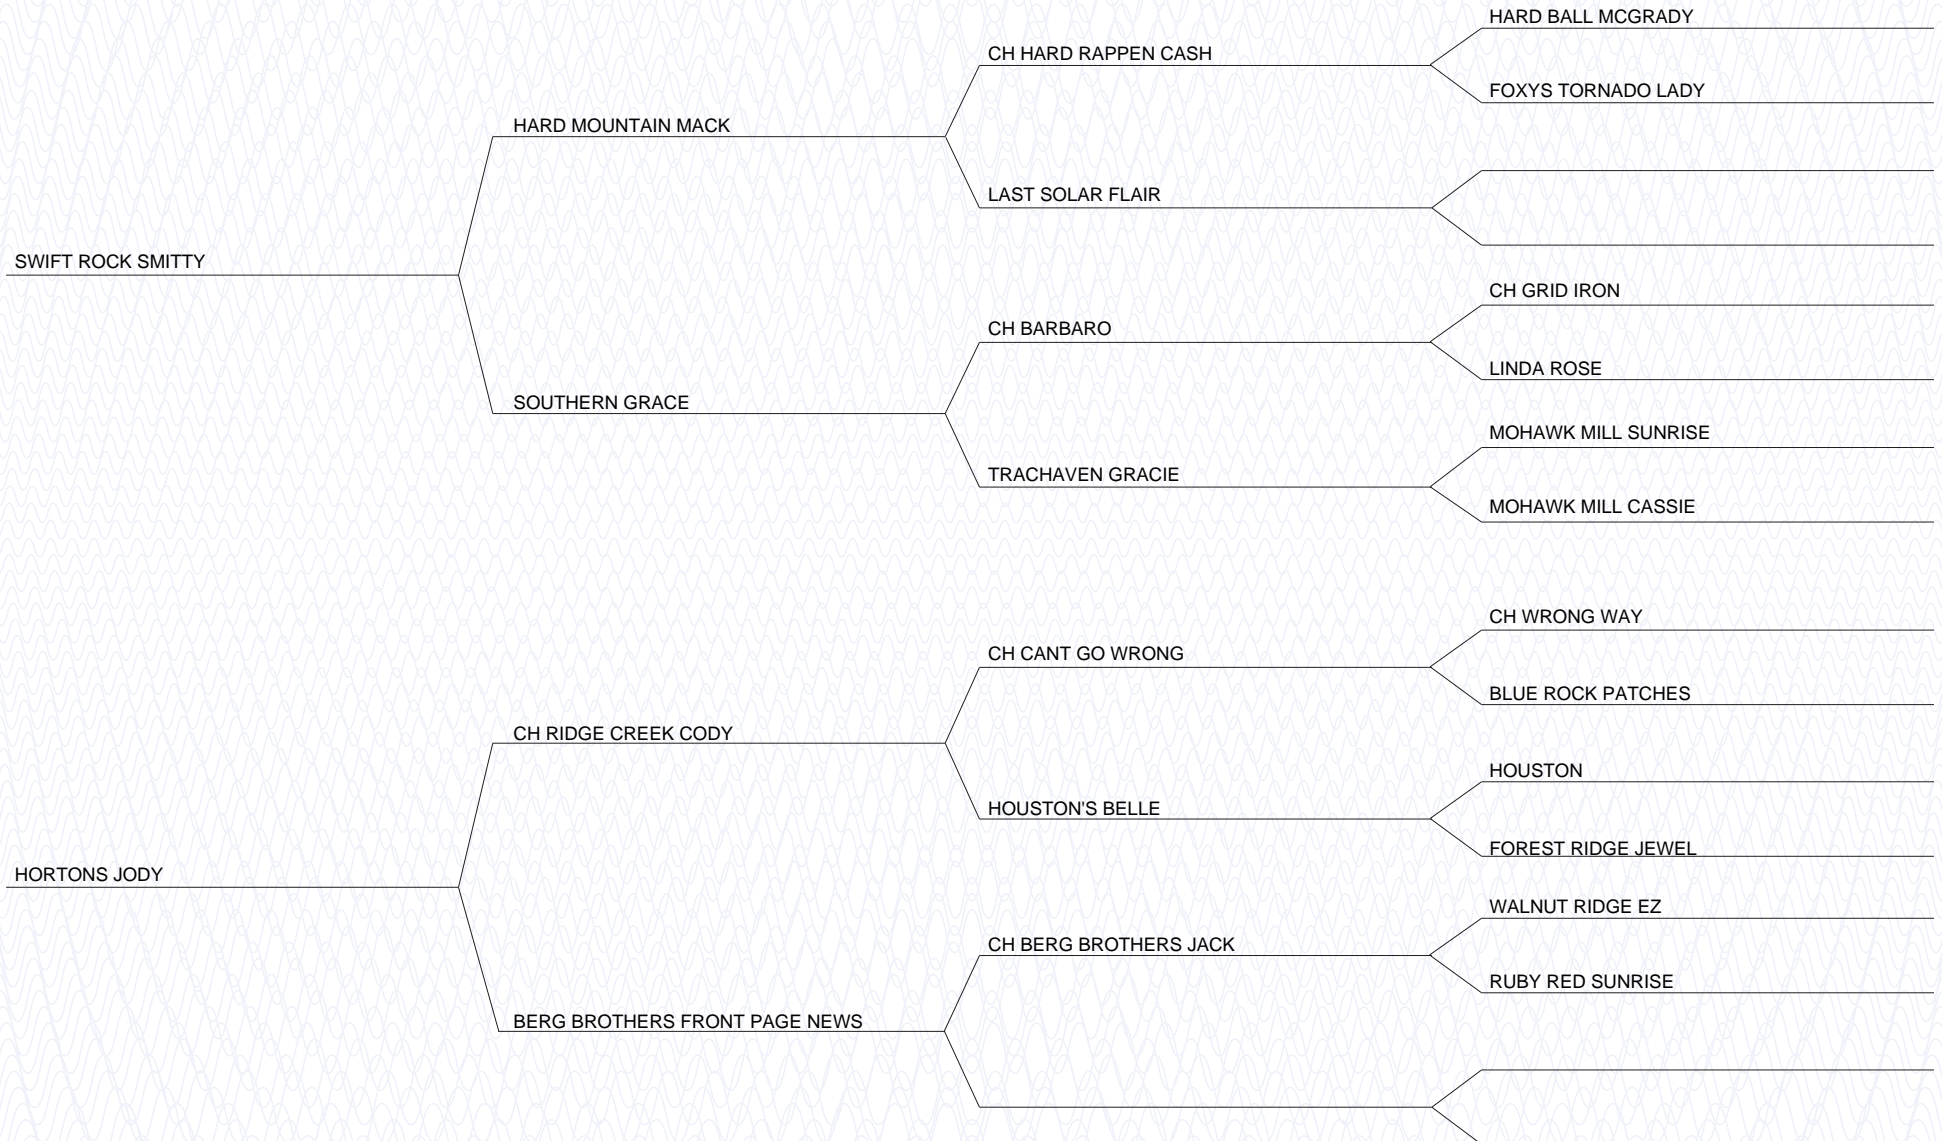 HARD BALL MCGRADY
CH HARD RAPPEN CASH
FOXYS TORNADO LADY
HARD MOUNTAIN MACK
LAST SOLAR FLAIR
SWIFT ROCK SMITTY
CH GRID IRON
CH BARBARO
LINDA ROSE
SOUTHERN GRACE
MOHAWK MILL SUNRISE
TRACHAVEN GRACIE
MOHAWK MILL CASSIE
CH WRONG WAY
CH CANT GO WRONG
BLUE ROCK PATCHES
CH RIDGE CREEK CODY
HOUSTON
HOUSTON'S BELLE
FOREST RIDGE JEWEL
HORTONS JODY
WALNUT RIDGE EZ
CH BERG BROTHERS JACK
RUBY RED SUNRISE
BERG BROTHERS FRONT PAGE NEWS